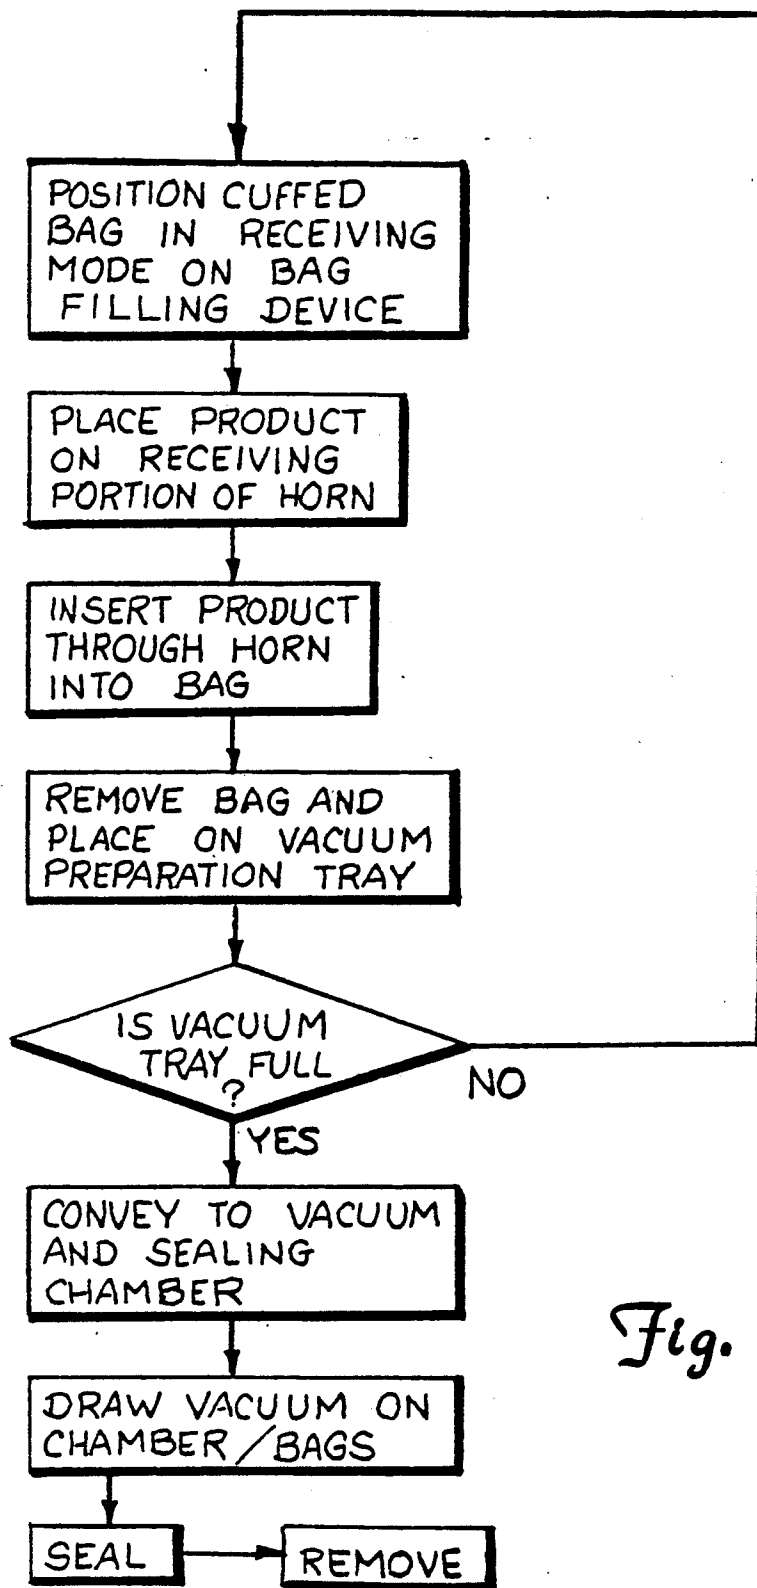 POSITION CUFFED
BAG IN RECEIVING
MODE ON BAG
FILLING DEVICE
PLACE PRODUCT
ON RECEIVING
PORTION OF HORN
INSERT PRODUCT
THROUGH HORN
INTO BAG
REMOVE BAG AND
PLACE ON VACUUM
PREPARATION TRAY
IS VACUUM
TRAY FULL
?
NO
YES
CONVEY TO VACUUM
AND SEALING
CHAMBER
Fig.
DRAW VACUUM ON
CHAMBER/BAGS
SEAL
REMOVE